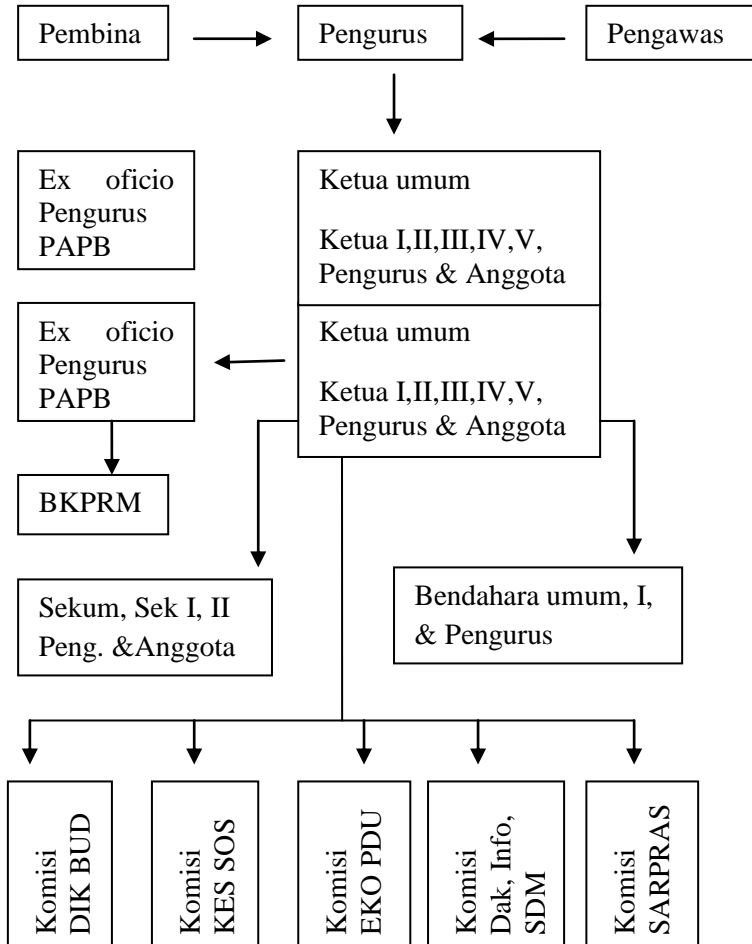 Pembina
Pengurus
Pengawas
Ex oficio
Pengurus
PAPB
Ketua umum
Ketua I,II,III,IV,V,
Pengurus & Anggota
Ex oficio
Pengurus
PAPB
Ketua umum
Ketua I,II,III,IV,V,
Pengurus & Anggota
BKPRM
Sekum, Sek I, II
Peng. &Anggota
Bendahara umum, I,
& Pengurus
Komisi
DIK BUD
Komisi
KES SOS
Komisi
EKO PDU
Komisi
Dak, Info,
SDM
Komisi
SARPRAS